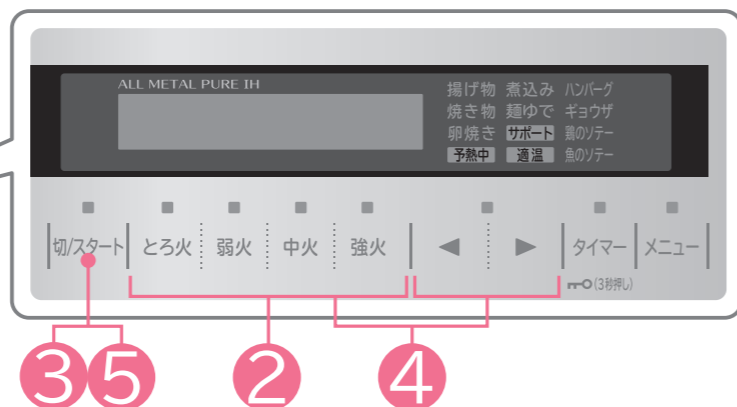 ALL METAL PURE IH
揚げ物 煮込み ハンバーグ
焼き物 麺ゆで ギョウザ
卵焼き サポート 鶏のソテー
予熱中 適温 魚のソテー
切/スタート とろ火 弱火 中火 強火 ◀ ▶ タイマー メニュー
(3秒押し)
3 5 2 4